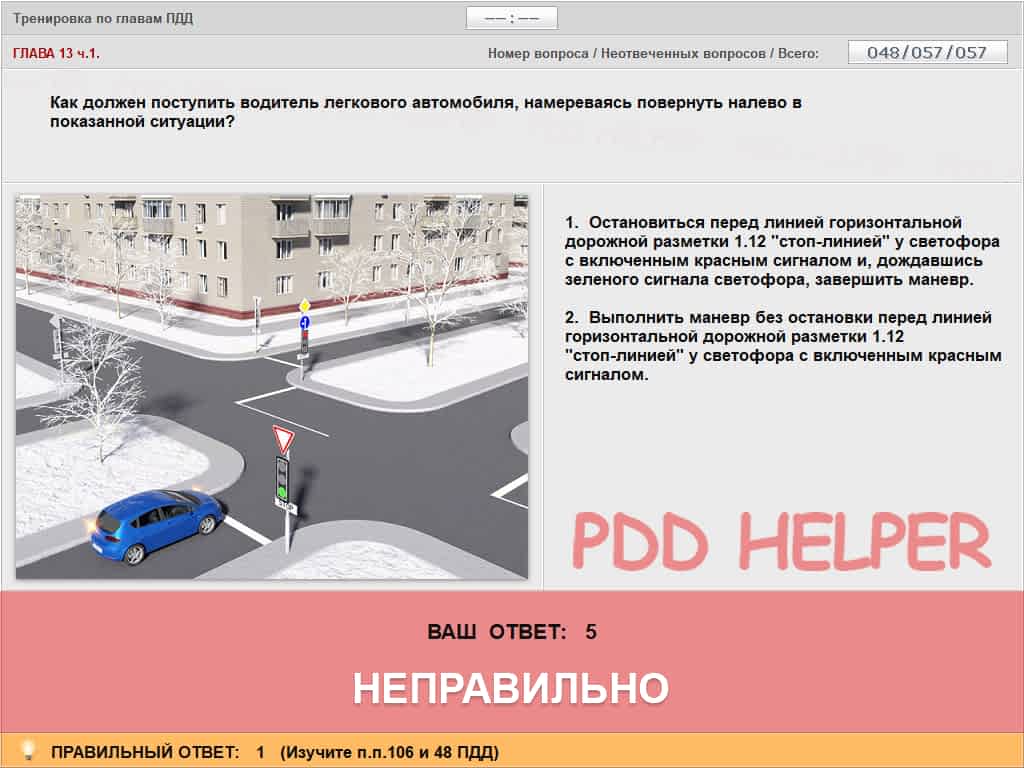 Тренировка по главам ПДД
—— : ——
ГЛАВА 13 ч.1.
Номер вопроса / Неотвеченных вопросов / Всего:
048/057/057
Как должен поступить водитель легкового автомобиля, намереваясь повернуть налево в
показанной ситуации?
1. Остановиться перед линией горизонтальной
дорожной разметки 1.12 "стоп-линией" у светофора
с включенным красным сигналом и, дождавшись
зеленого сигнала светофора, завершить маневр.
2. Выполнить маневр без остановки перед линией
горизонтальной дорожной разметки 1.12
"стоп-линией" у светофора с включенным красным
сигналом.
PDD HELPER
ВАШ ОТВЕТ: 5
НЕПРАВИЛЬНО
ПРАВИЛЬНЫЙ ОТВЕТ: 1 (Изучите п.п.106 и 48 ПДД)